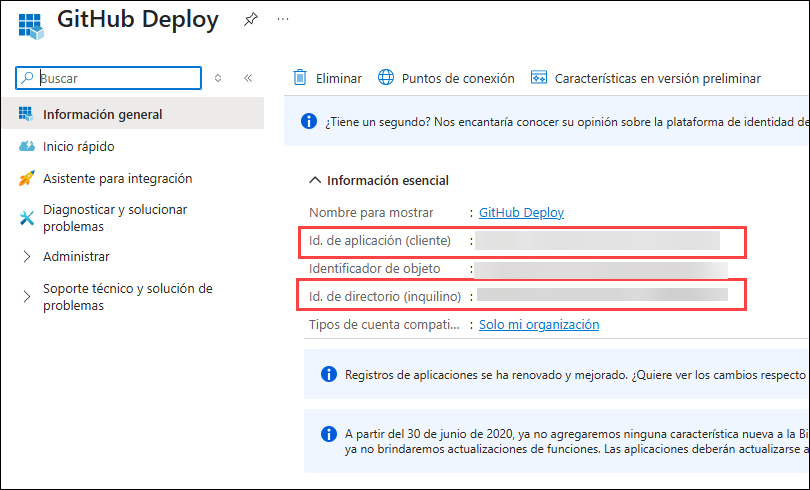 GitHub Deploy
Buscar
Eliminar
Puntos de conexión
Características en versión preliminar
Información general
Inicio rápido
Asistente para integración
Diagnosticar y solucionar
problemas
Administrar
Soporte técnico y solución de
problemas
¿Tiene un segundo? Nos encantaría conocer su opinión sobre la plataforma de identidad de
Información esencial
Nombre para mostrar : GitHub Deploy
Id. de aplicación (cliente) :
Identificador de objeto :
Id. de directorio (inquilino) :
Tipos de cuenta compati... : Solo mi organización
Registros de aplicaciones se ha renovado y mejorado. ¿Quiere ver los cambios respecto
A partir del 30 de junio de 2020, ya no agregaremos ninguna característica nueva a la Bi
ya no brindaremos actualizaciones de funciones. Las aplicaciones deberán actualizarse a